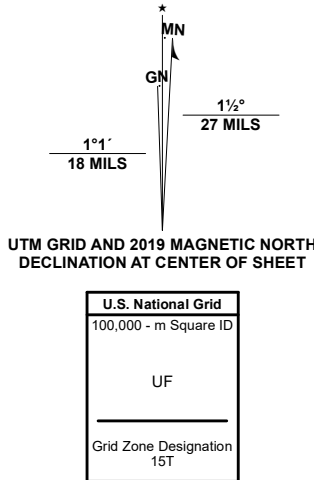 ★
MN
GN
1½°
27 MILS
1°1´
18 MILS
UTM GRID AND 2019 MAGNETIC NORTH
DECLINATION AT CENTER OF SHEET
U.S. National Grid
100,000 - m Square ID
UF
Grid Zone Designation
15T